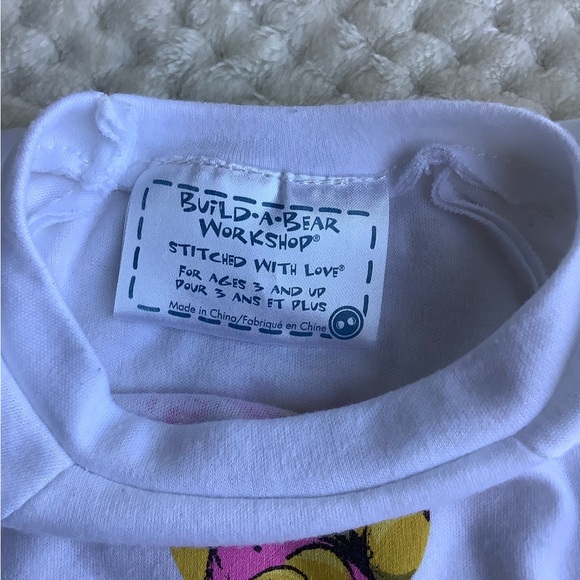 BUiLD-A-BEAR
WORKSHOP®
STITCHED WITH LOVE®
FOR AGES 3 AND UP
POUR 3 ANS ET PLUS
Made in China/Fabriqué en Chine